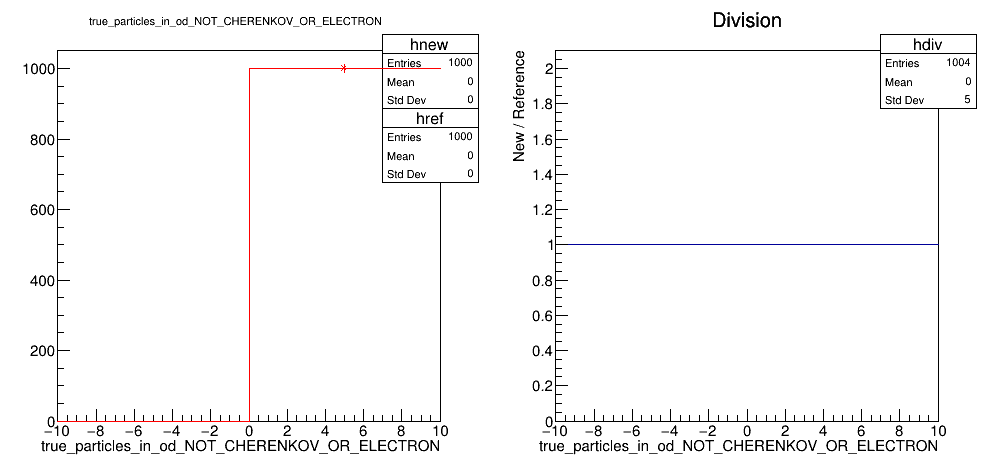 true_particles_in_od_NOT_CHERENKOV_OR_ELECTRON
hnew
Entries 1000
Mean 0
Std Dev 0
href
Entries 1000
Mean 0
Std Dev 0
1000
800
600
400
200
0
−10 −8 −6 −4 −2 0 2 4 6 8 10
true_particles_in_od_NOT_CHERENKOV_OR_ELECTRON
Division
hdiv
Entries 1004
Mean 0
Std Dev 5
New / Reference
2
1.8
1.6
1.4
1.2
1
0.8
0.6
0.4
0.2
0
−10 −8 −6 −4 −2 0 2 4 6 8 10
true_particles_in_od_NOT_CHERENKOV_OR_ELECTRON